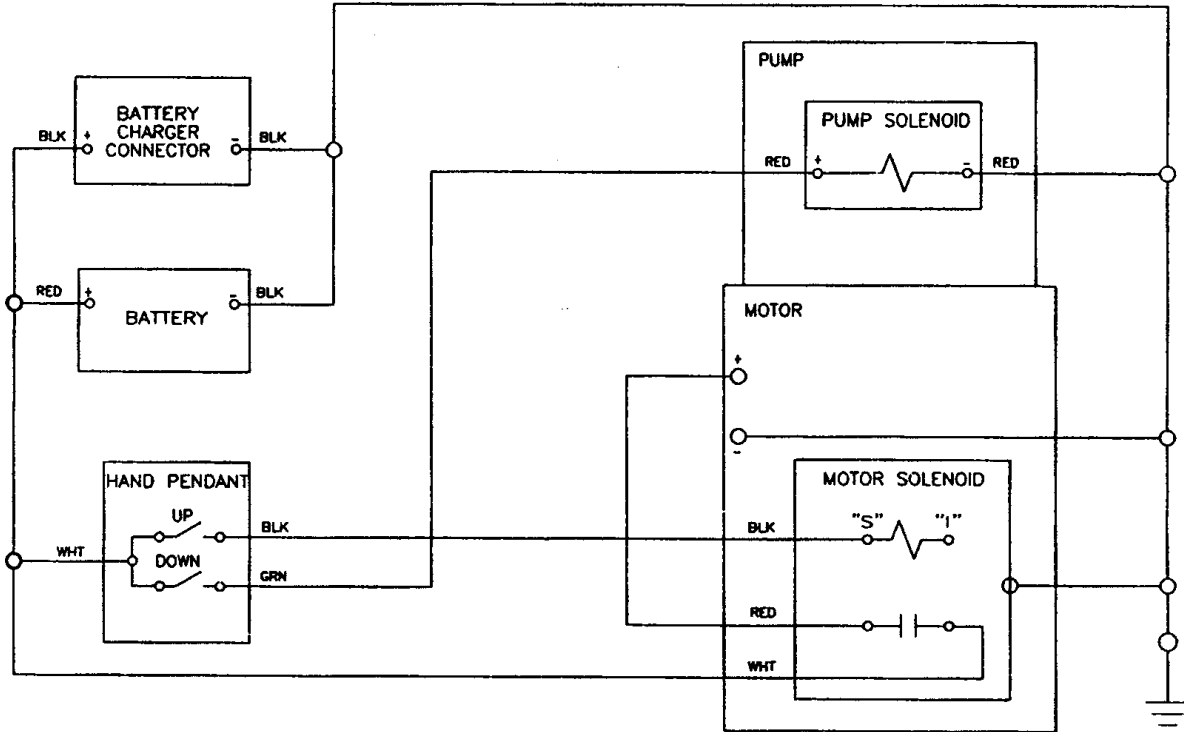 PUMP
BATTERY
CHARGER
CONNECTOR
BLK
+
-
BLK
PUMP SOLENOID
RED
+
-
RED
RED
+
-
BLK
BATTERY
MOTOR
+
-
HAND PENDANT
UP
BLK
WHT
DOWN
GRN
MOTOR SOLENOID
BLK
"S"
"I"
RED
WHT